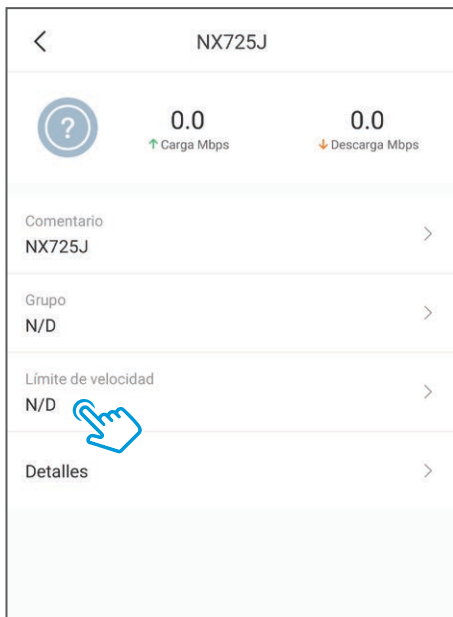 NX725J
0.0
Carga Mbps
0.0
Descarga Mbps
Comentario
NX725J
Grupo
N/D
Límite de velocidad
N/D
Detalles